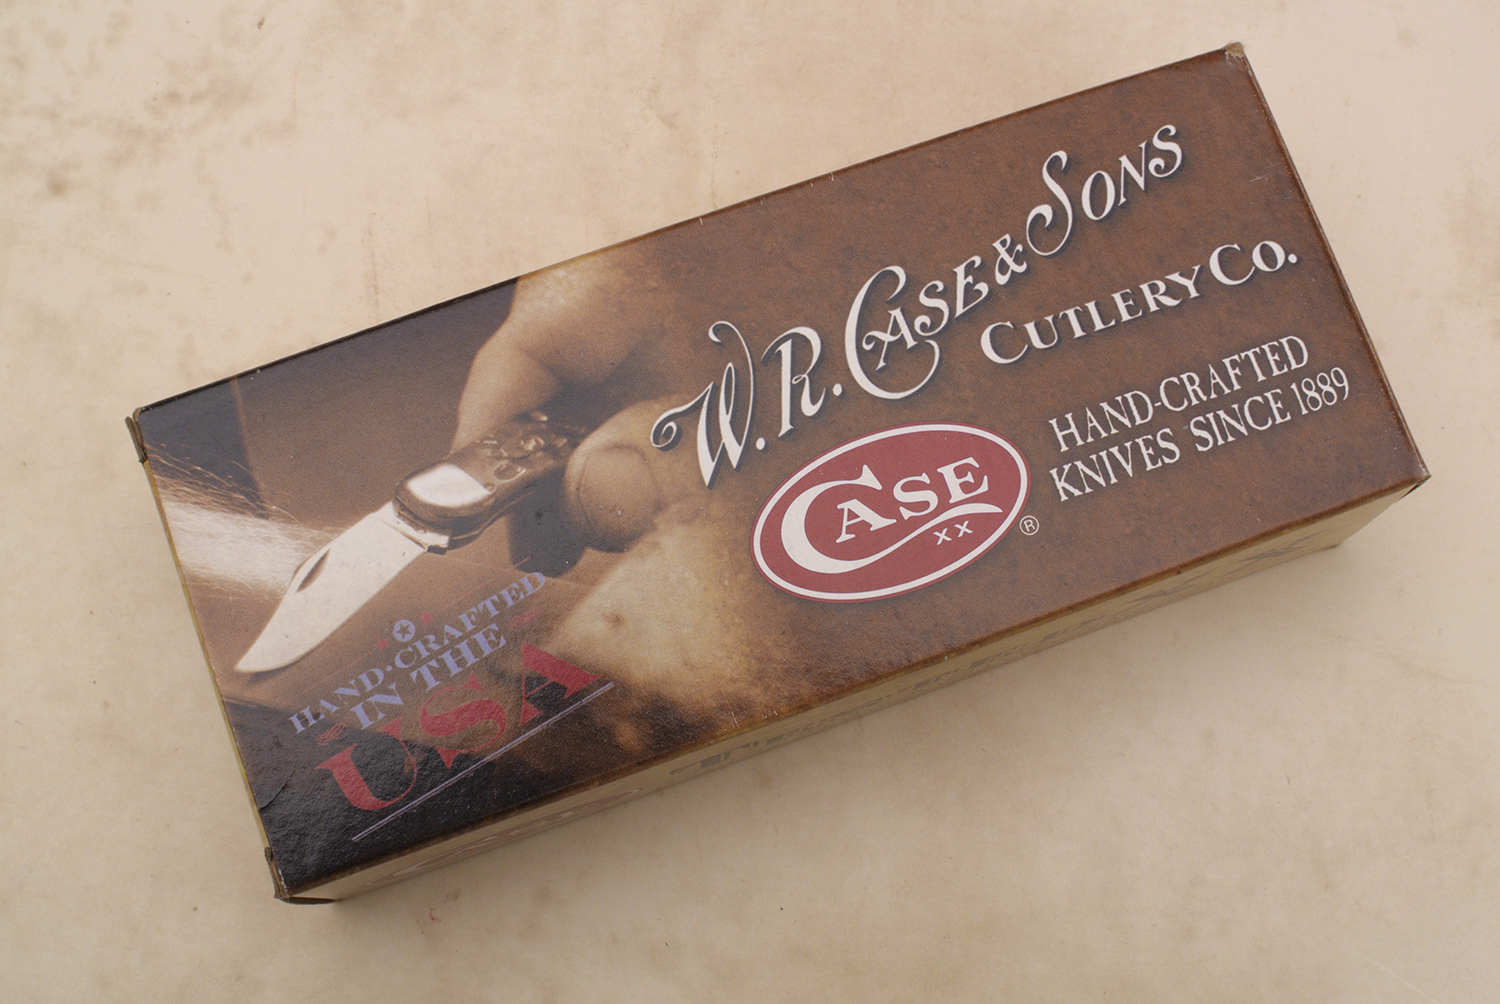 W.R. CASE & SONS
CUTLERY CO.
HAND-CRAFTED
KNIVES SINCE 1889
CASE
XX
®
HAND·CRAFTED
IN THE
USA